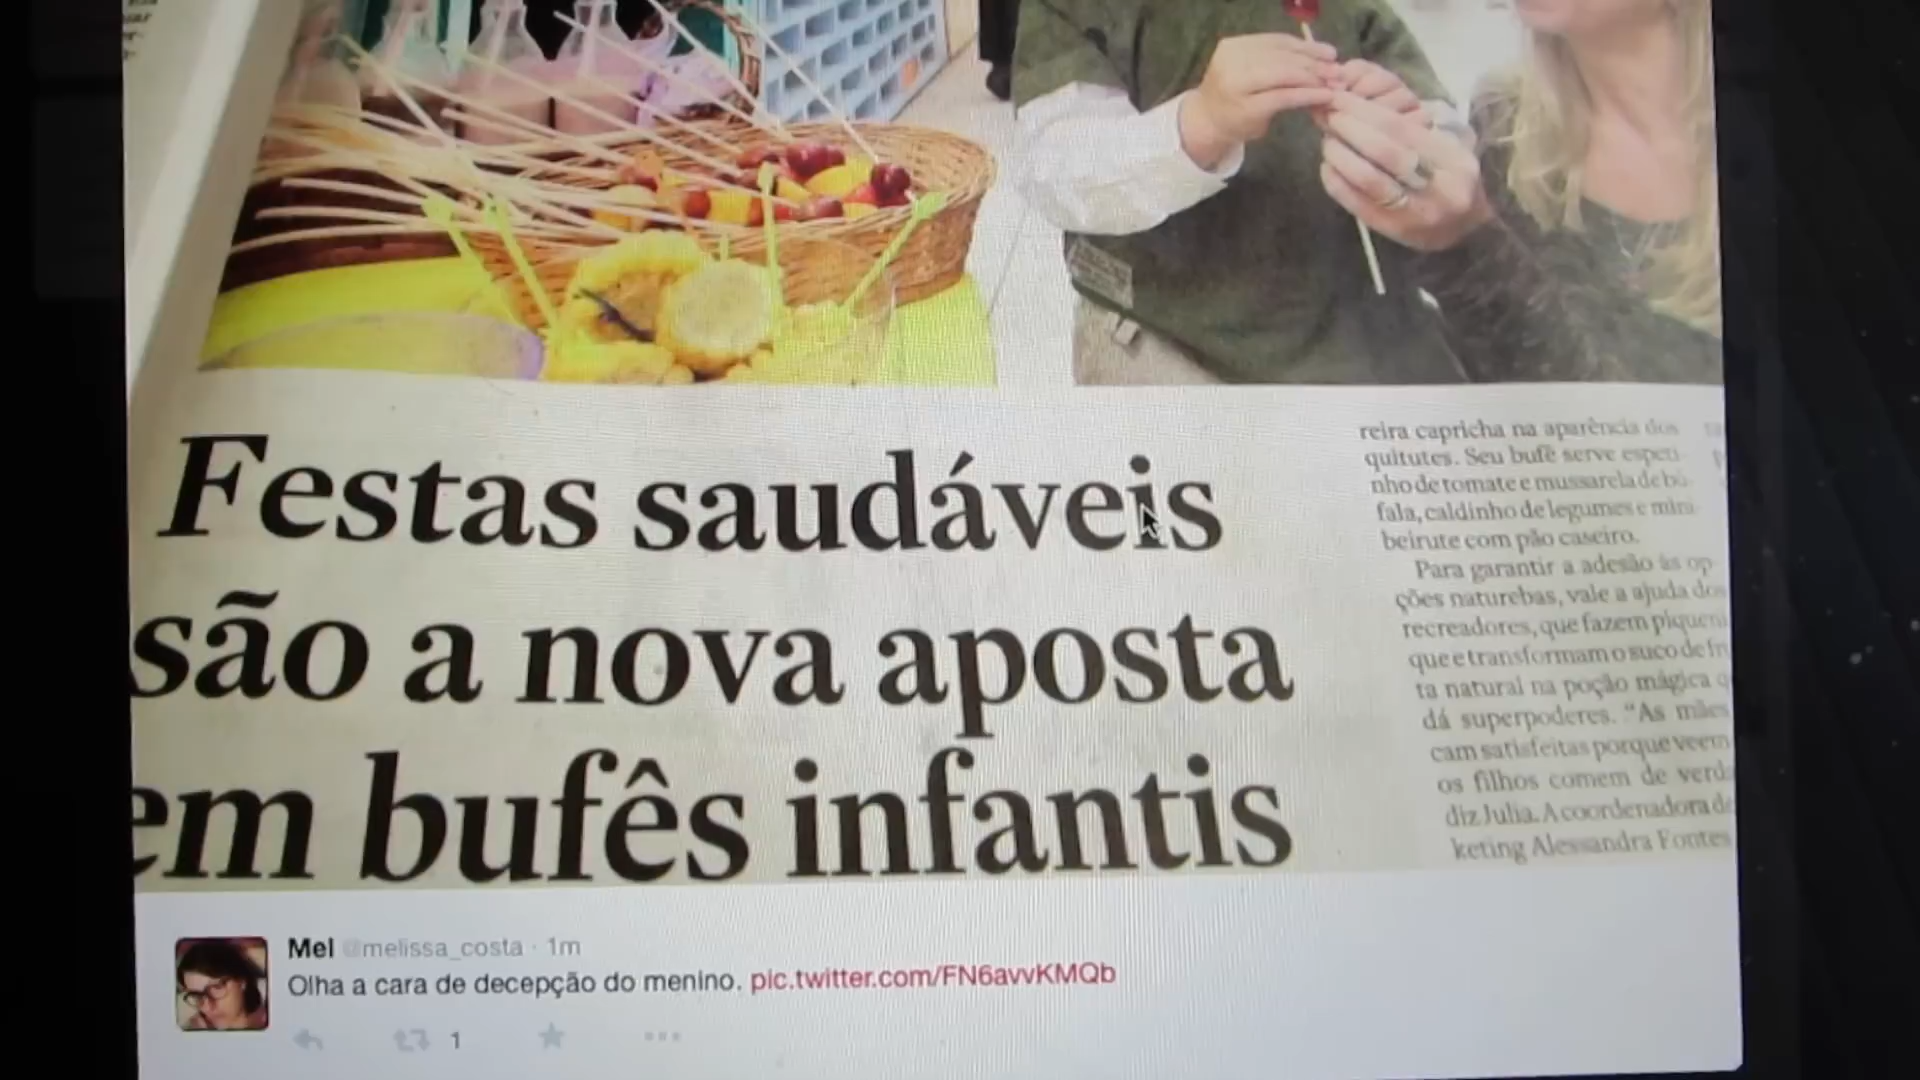 Festas saudáveis
são a nova aposta
em bufês infantis
reira capricha na aparência dos
quitutes. Seu bufê serve espeti-
nho de tomate e mussarela de bú-
fala, caldinho de legumes e mini
beirute com pão caseiro.
Para garantir a adesão às op-
ções naturebas, vale a ajuda dos
recreadores, que fazem piqueni
que e transformam o suco de fru
ta natural na poção mágica q
dá superpoderes. "As mães
cam satisfeitas porque veem
os filhos comem de verda
diz Julia. A coordenadora de
keting Alessandra Fontes
Mel @melissa_costa · 1m
Olha a cara de decepção do menino. pic.twitter.com/FN6avvKMQb
1